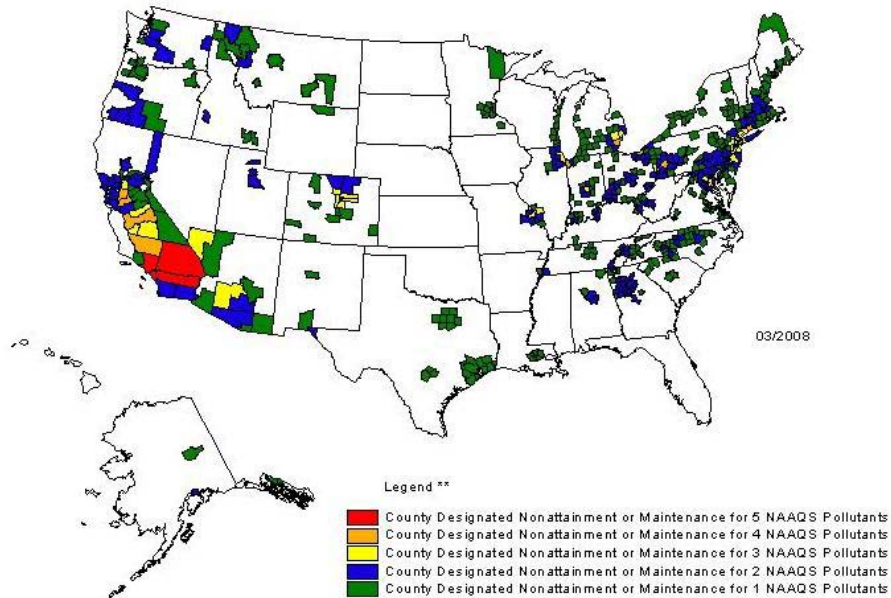 03/2008
Legend **
County Designated Nonattainment or Maintenance for 5 NAAQS Pollutants
County Designated Nonattainment or Maintenance for 4 NAAQS Pollutants
County Designated Nonattainment or Maintenance for 3 NAAQS Pollutants
County Designated Nonattainment or Maintenance for 2 NAAQS Pollutants
County Designated Nonattainment or Maintenance for 1 NAAQS Pollutants